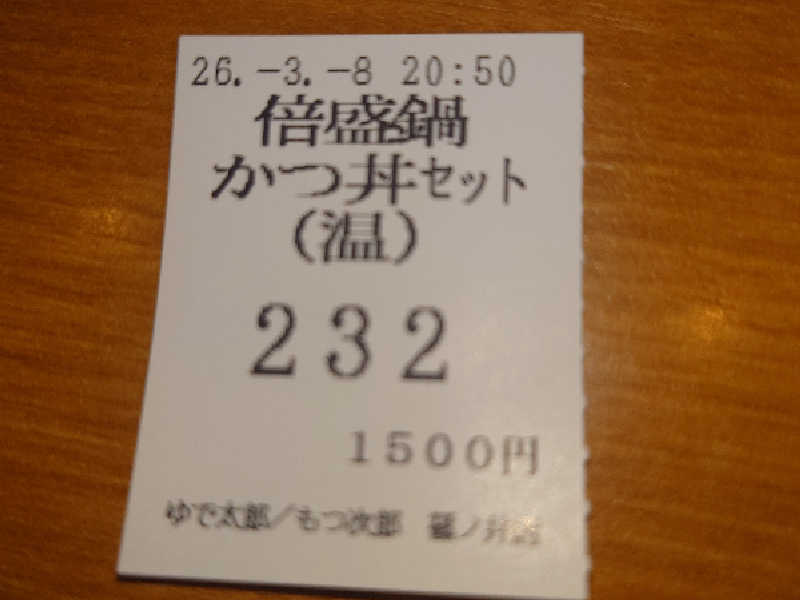 26.-3.-8 20:50
倍盛鍋
かつ丼セット
(温)
232
1500円
ゆで太郎/もつ次郎